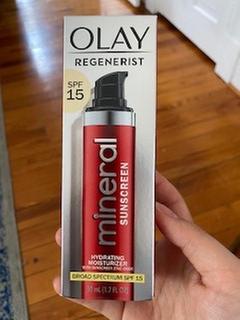 OLAY
REGENERIST
SPF
15
mineral
SUNSCREEN
HYDRATING
MOISTURIZER
WITH SUNSCREEN ZINC OXIDE
BROAD SPECTRUM SPF 15
50 mL (1.7 FL OZ)